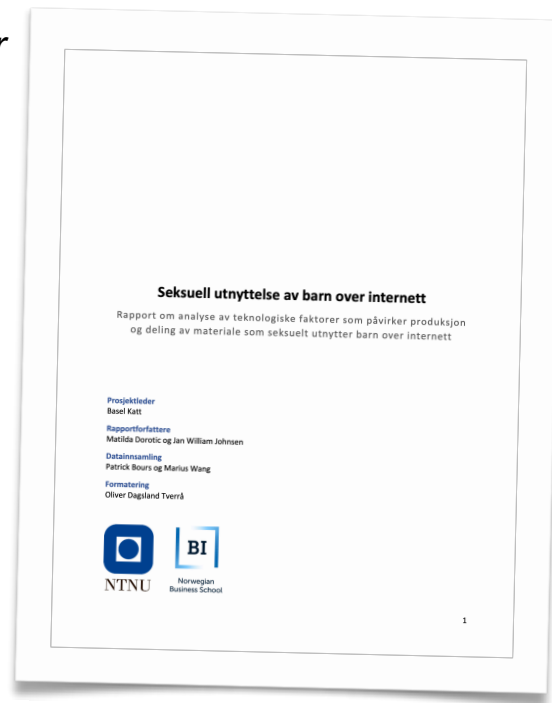 Seksuell utnyttelse av barn over internett
Rapport om analyse av teknologiske faktorer som påvirker produksjon
og deling av materiale som seksuelt utnytter barn over internett
Prosjektleder
Basel Katt
Rapportforfattere
Matilda Dorotic og Jan William Johnsen
Datainnsamling
Patrick Bours og Marius Wang
Formatering
Oliver Dagsland Tverrå
NTNU
BI
Norwegian
Business School
1